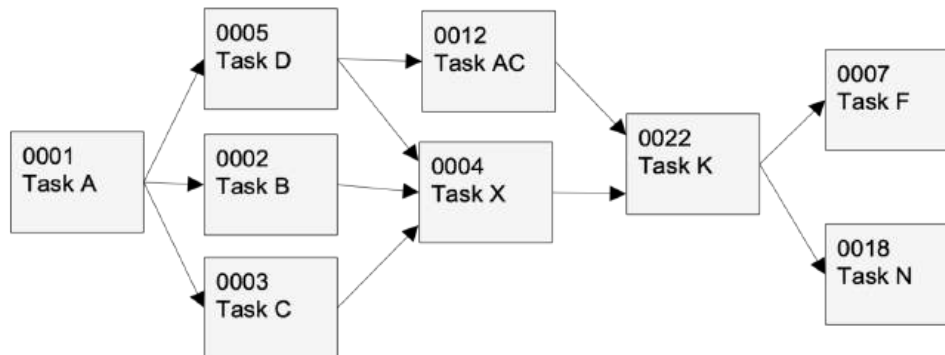 0001
Task A
0005
Task D
0002
Task B
0003
Task C
0012
Task AC
0004
Task X
0022
Task K
0007
Task F
0018
Task N